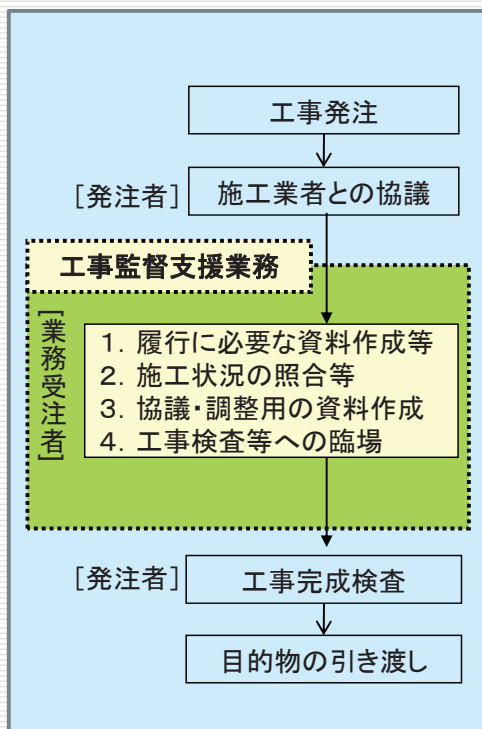 工事発注
[発注者]
施工業者との協議
工事監督支援業務
[業務受注者]
1. 履行に必要な資料作成等
2. 施工状況の照合等
3. 協議・調整用の資料作成
4. 工事検査等への臨場
[発注者]
工事完成検査
目的物の引き渡し